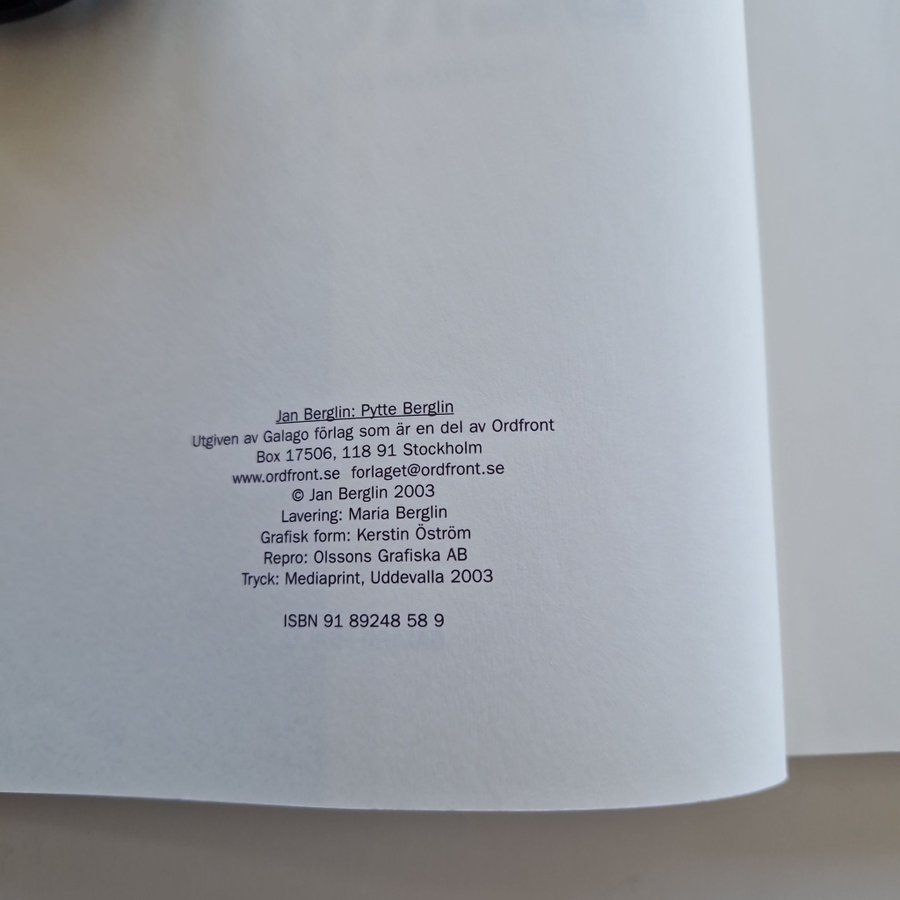 Jan Berglin: Pytte Berglin
Utgiven av Galago förlag som är en del av Ordfront
Box 17506, 118 91 Stockholm
www.ordfront.se forlaget@ordfront.se
© Jan Berglin 2003
Lavering: Maria Berglin
Grafisk form: Kerstin Öström
Repro: Olssons Grafiska AB
Tryck: Mediaprint, Uddevalla 2003
ISBN 91 89248 58 9